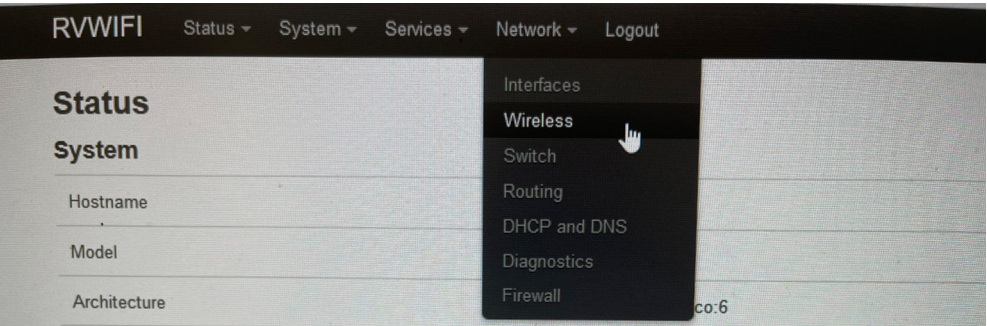 RVWIFI Status System Services Network Logout
Interfaces
Wireless
Switch
Routing
DHCP and DNS
Diagnostics
Firewall
Status
System
Hostname
Model
Architecture
co:6